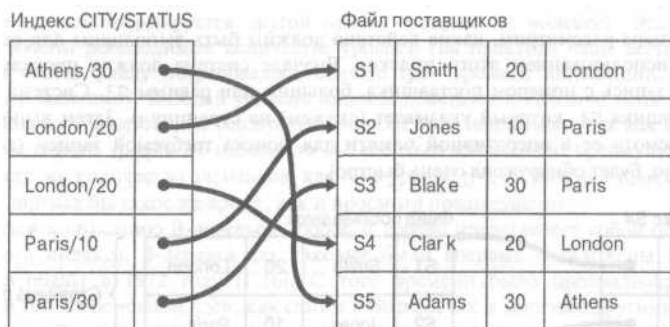 Индекс CITY/STATUS Файл поставщиков
Athens/30 S1 Smith 20 London
London/20 S2 Jones 10 Paris
London/20 S3 Blake 30 Paris
Paris/10 S4 Clark 20 London
Paris/30 S5 Adams 30 Athens